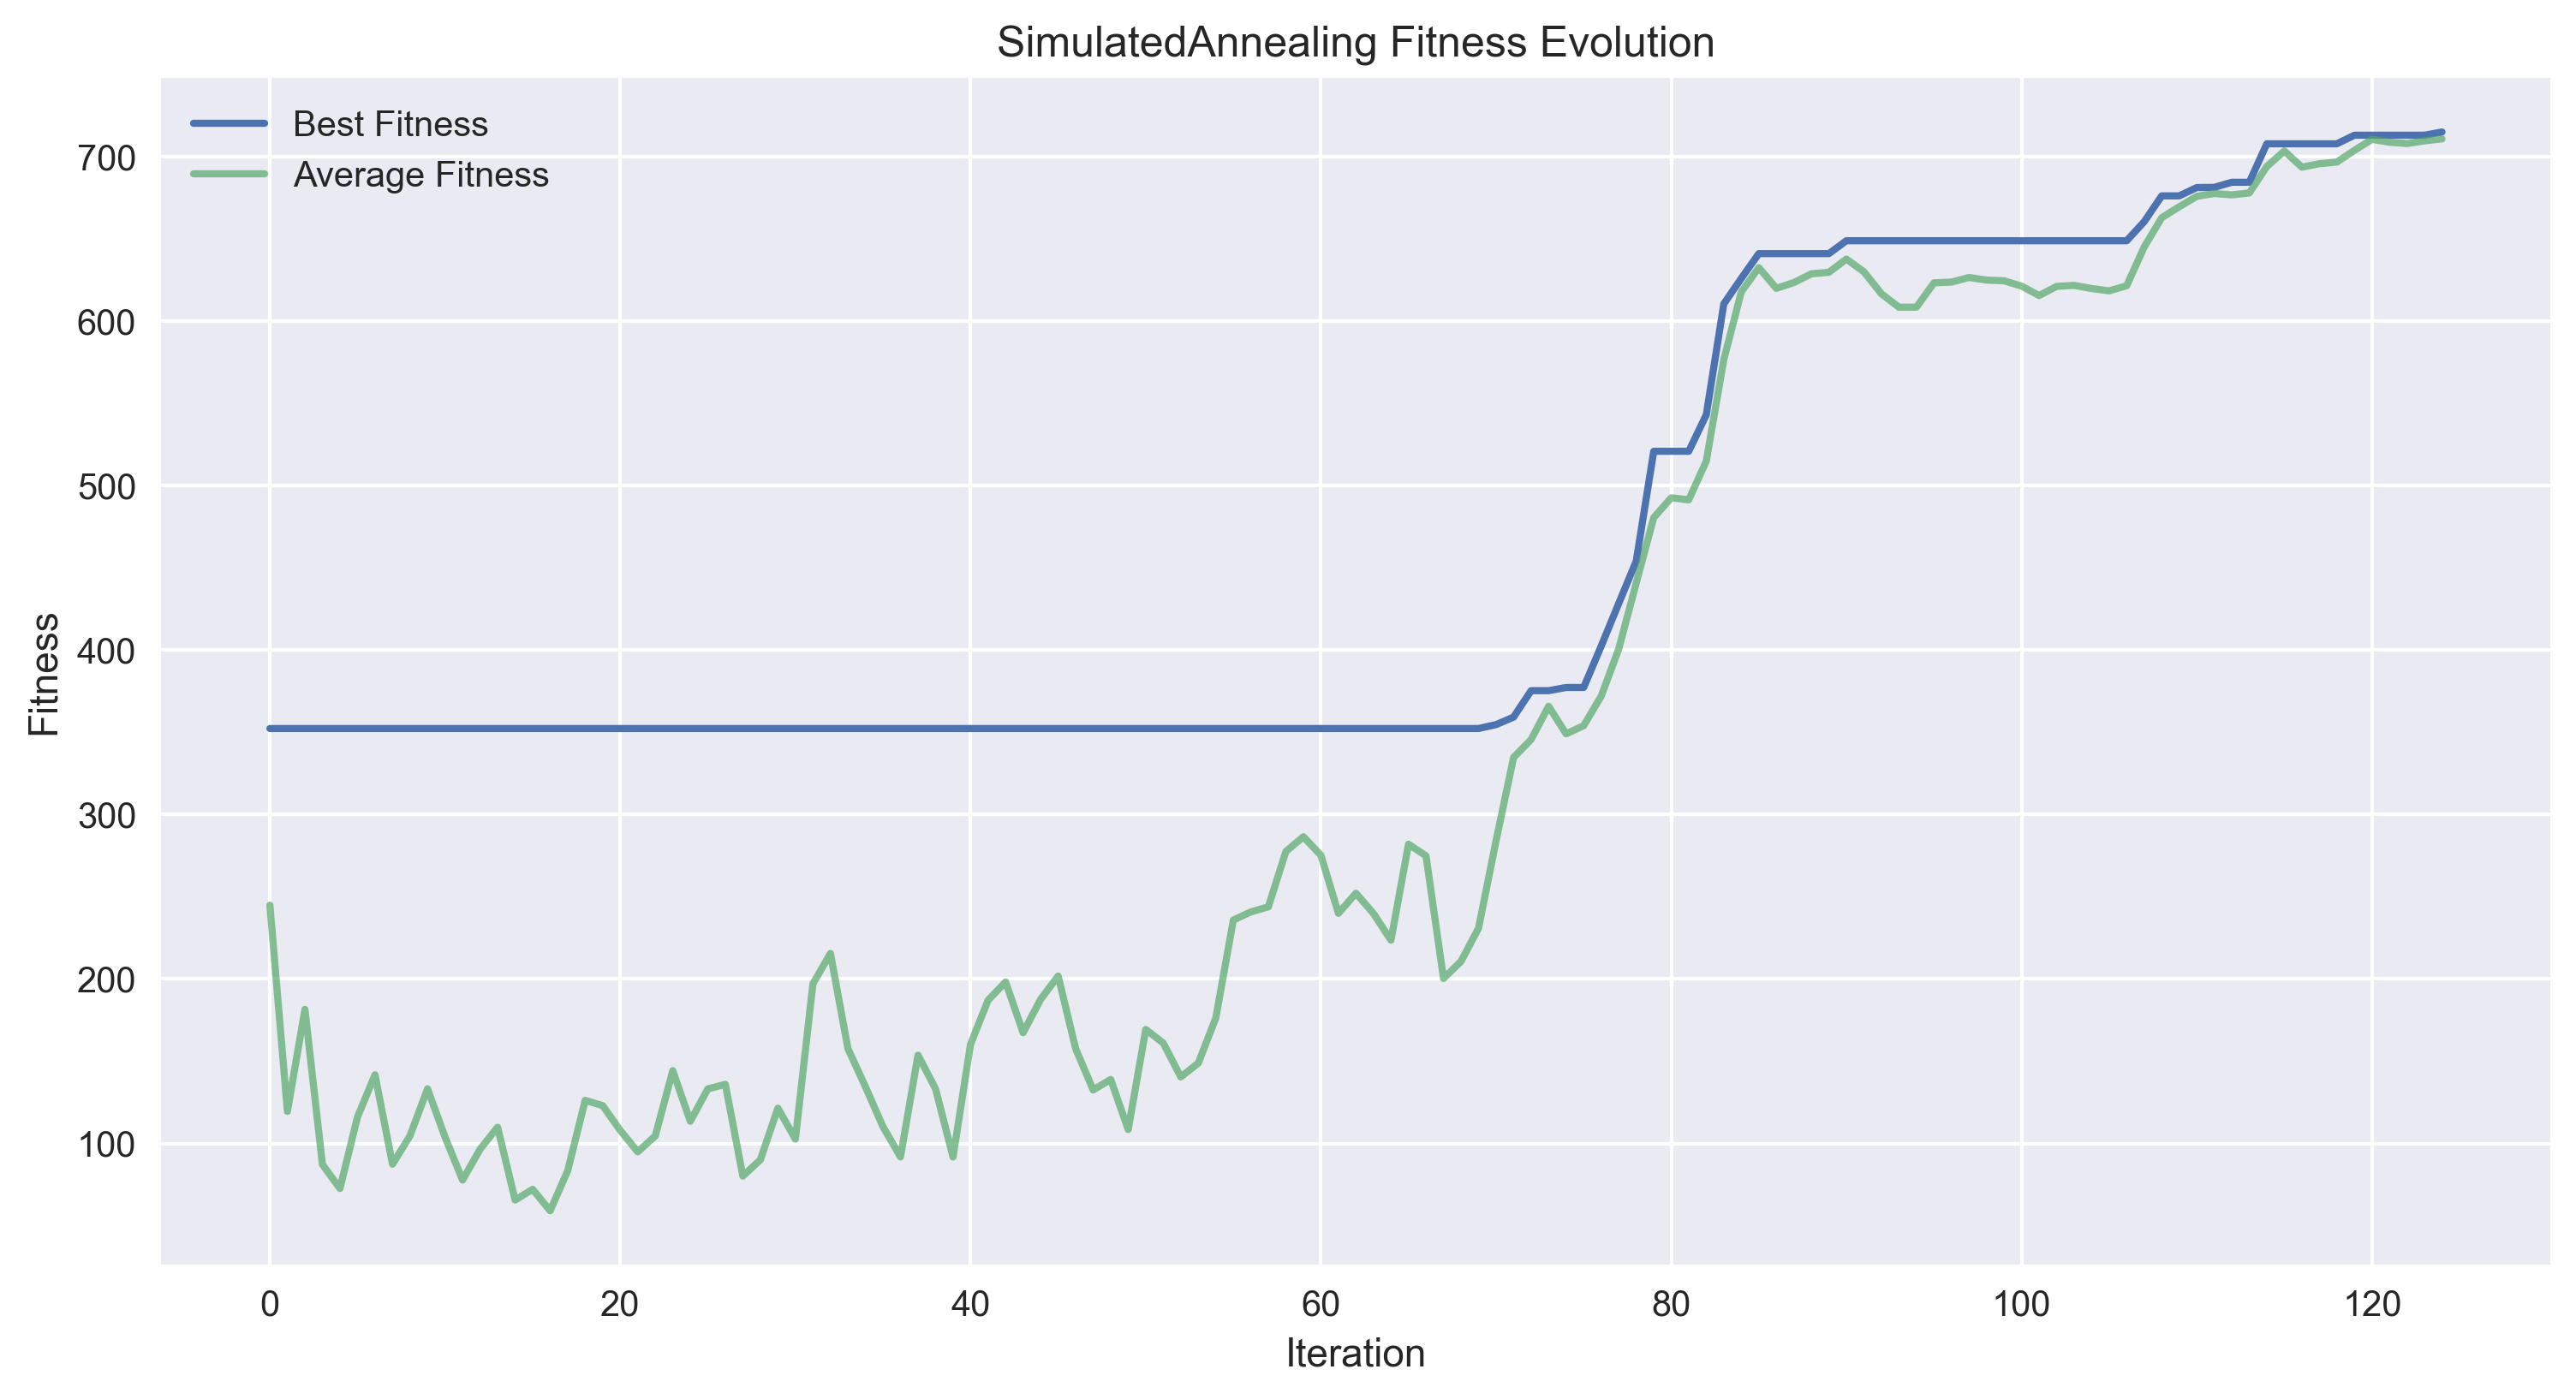 SimulatedAnnealing Fitness Evolution
Best Fitness
Average Fitness
700
600
500
400
300
200
100
Fitness
0 20 40 60 80 100 120
Iteration